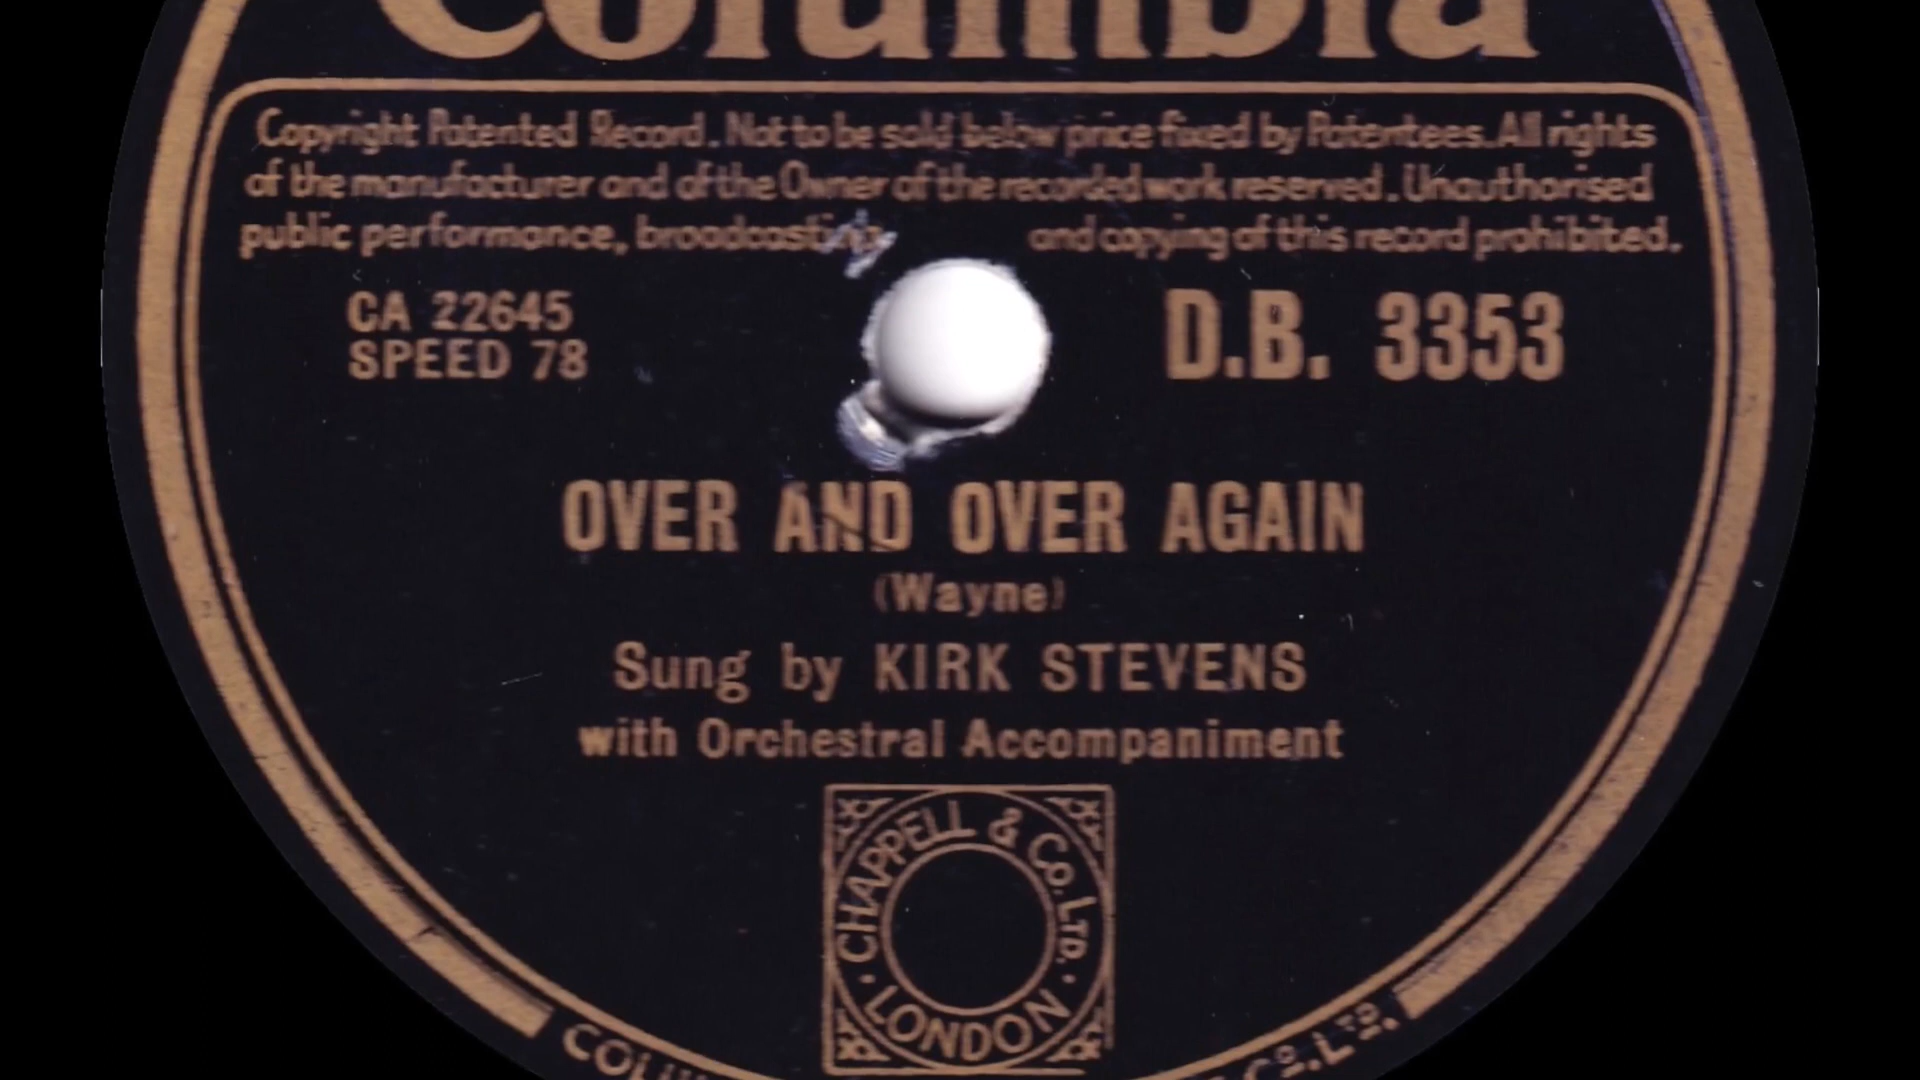 Columbia
Copyright Patented Record. Not to be sold below price fixed by Patentees. All rights
of the manufacturer and of the Owner of the recorded work reserved. Unauthorised
public performance, broadcasting and copying of this record prohibited.
CA 22645
SPEED 78
D.B. 3353
OVER AND OVER AGAIN
(Wayne)
Sung by KIRK STEVENS
with Orchestral Accompaniment
CHAPPELL & CO. LTD.
· LONDON ·
CO. LTD.